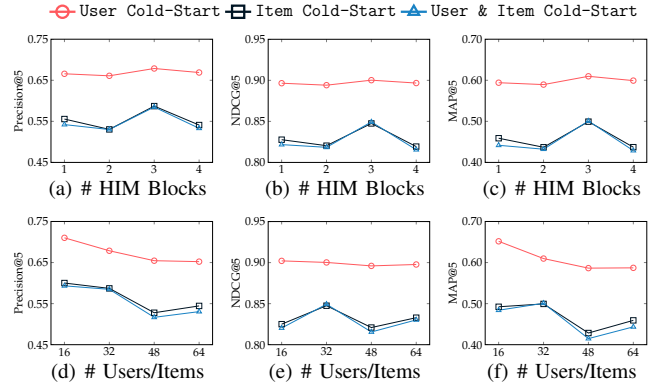 User Cold-Start Item Cold-Start User & Item Cold-Start
0.75 0.95 0.70
0.65 0.90 0.60
0.55 0.85 0.50
0.45 0.80 0.40
Precision@5 NDCG@5 MAP@5
1 2 3 4 1 2 3 4 1 2 3 4
(a) # HIM Blocks (b) # HIM Blocks (c) # HIM Blocks
0.75 0.95 0.70
0.65 0.90 0.60
0.55 0.85 0.50
0.45 0.80 0.40
Precision@5 NDCG@5 MAP@5
16 32 48 64 16 32 48 64 16 32 48 64
(d) # Users/Items (e) # Users/Items (f) # Users/Items